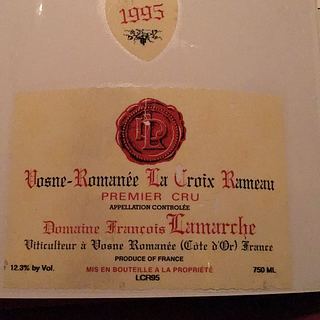 1995
LR
Vosne-Romanée La Croix Rameau
PREMIER CRU
APPELLATION CONTROLÉE
Domaine François Lamarche
Viticulteur à Vosne Romanée (Côte d'Or) France
PRODUCE OF FRANCE
12.3% by Vol. MIS EN BOUTEILLE A LA PROPRIÉTÉ 750 ML
LCR95